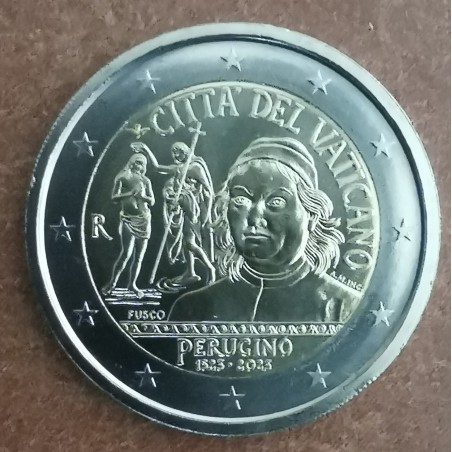 CITTA' DEL VATICANO
R
A.M.INC.
FUSCO
PERUGINO
1523 · 2023